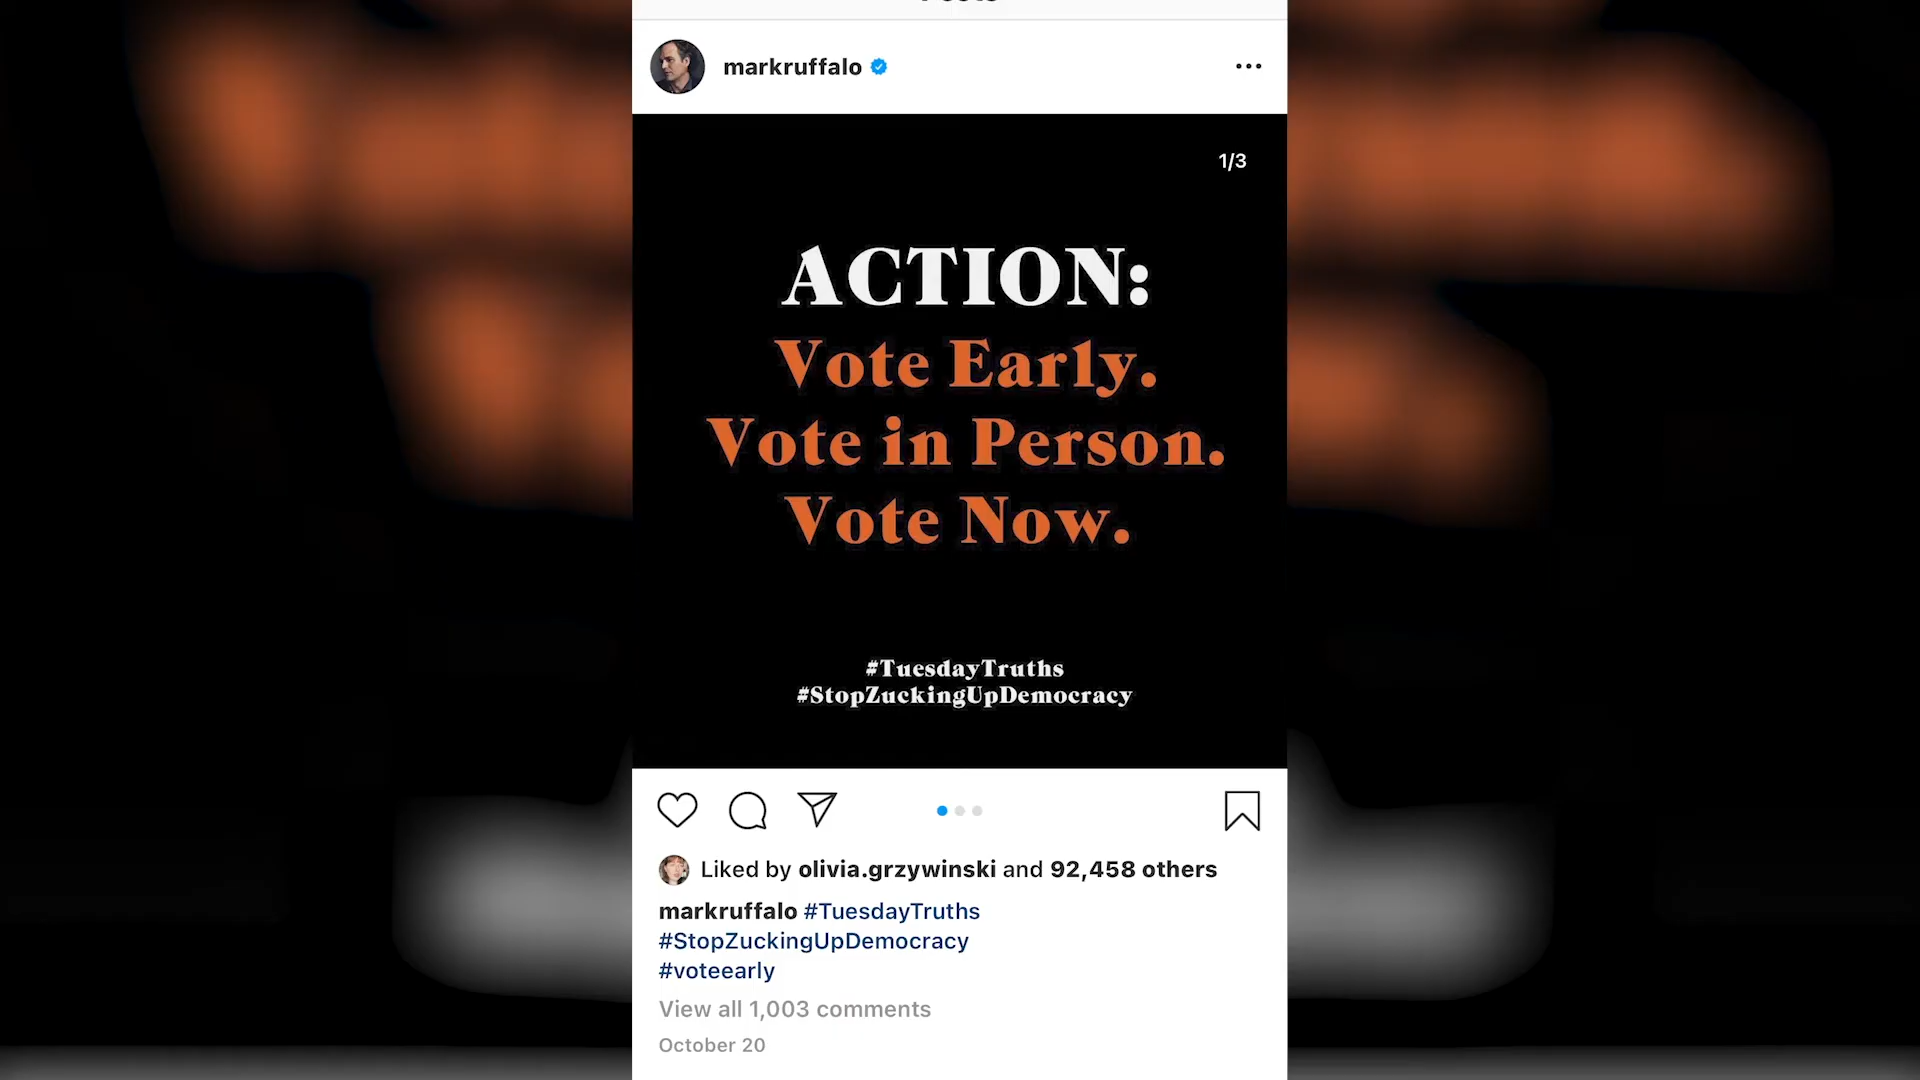 Posts
markruffalo
1/3
ACTION:
Vote Early.
Vote in Person.
Vote Now.
#TuesdayTruths
#StopZuckingUpDemocracy
Liked by olivia.grzywinski and 92,458 others
markruffalo #TuesdayTruths
#StopZuckingUpDemocracy
#voteearly
View all 1,003 comments
October 20